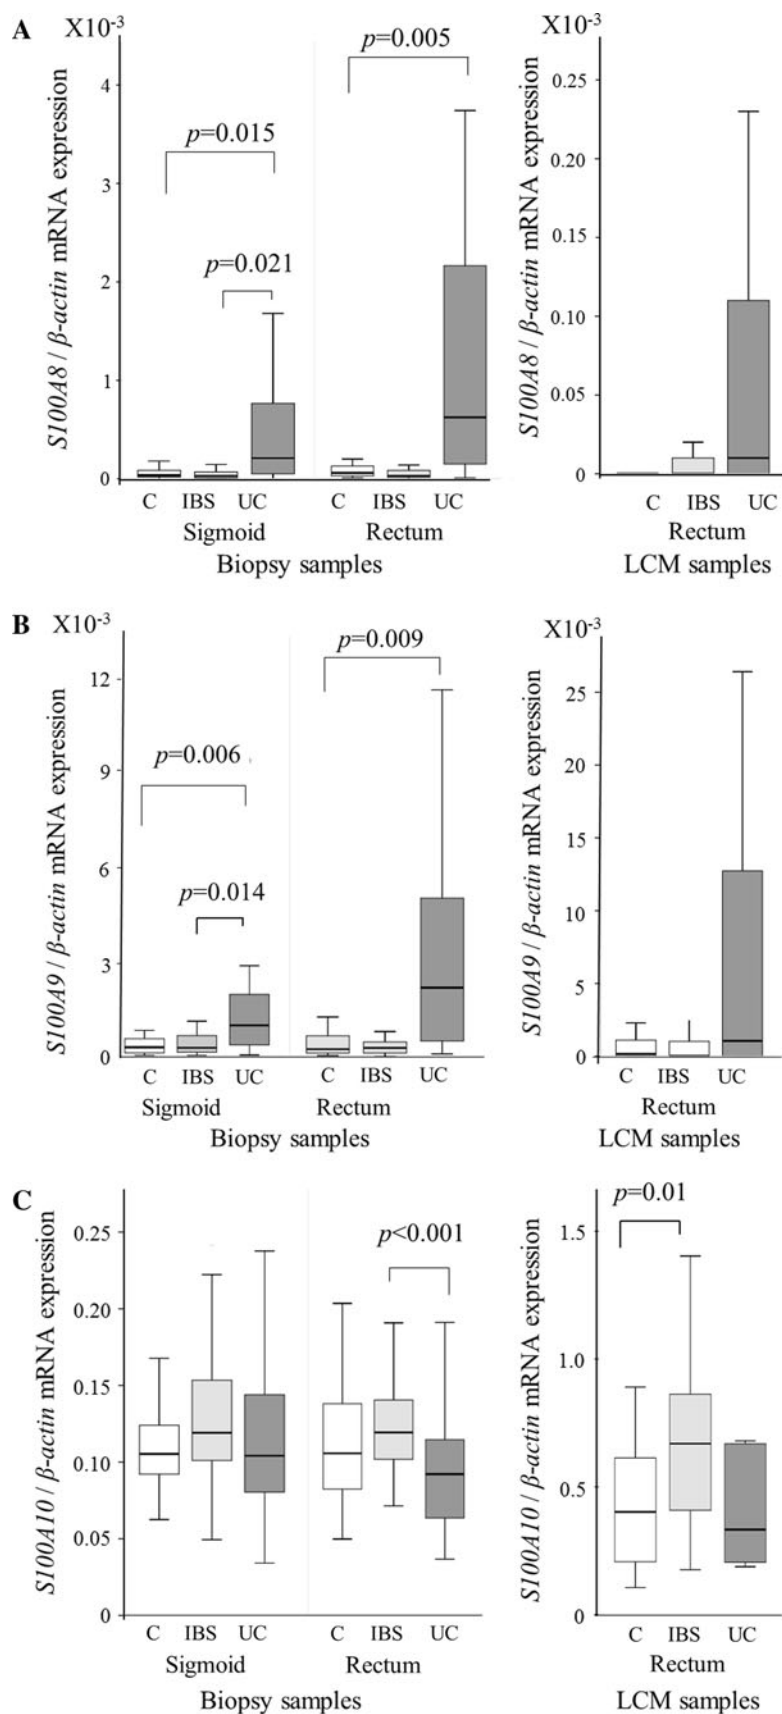 A
X10-3
X10-3
p=0.005
p=0.015
p=0.021
S100A8 / β-actin mRNA expression
4
3
2
1
0
C IBS UC C IBS UC
Sigmoid Rectum
Biopsy samples
S100A8 / β-actin mRNA expression
0.25
0.20
0.15
0.10
0.05
0
C IBS UC
Rectum
LCM samples
B
X10-3
X10-3
p=0.009
p=0.006
p=0.014
S100A9 / β-actin mRNA expression
12
9
6
3
0
C IBS UC C IBS UC
Sigmoid Rectum
Biopsy samples
S100A9 / β-actin mRNA expression
25
20
15
10
5
0
C IBS UC
Rectum
LCM samples
C
p<0.001
S100A10 / β-actin mRNA expression
0.25
0.20
0.15
0.10
0.05
0
C IBS UC C IBS UC
Sigmoid Rectum
Biopsy samples
p=0.01
S100A10 / β-actin mRNA expression
1.5
1.0
0.5
0
C IBS UC
Rectum
LCM samples